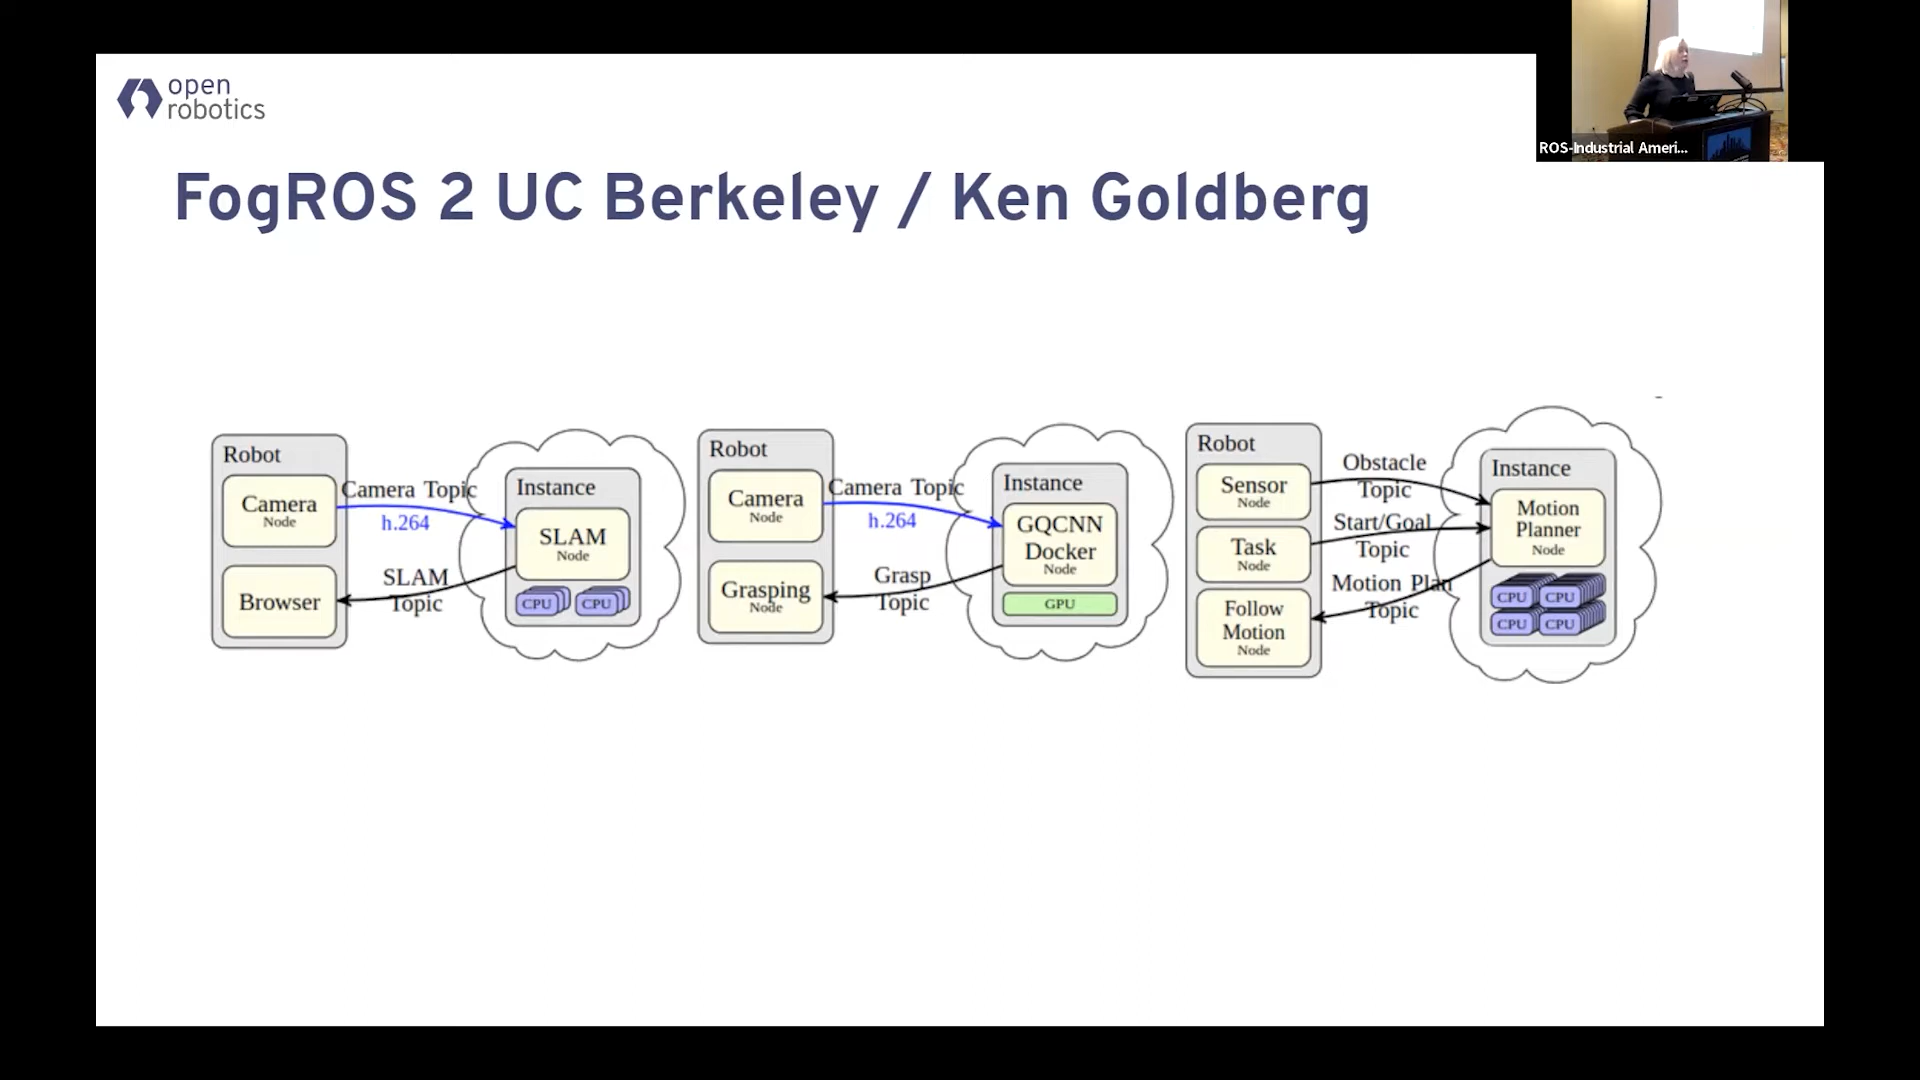 open
robotics
ROS-Industrial Ameri...
FogROS 2 UC Berkeley / Ken Goldberg
Robot
Camera
Node
Browser
Camera Topic
h.264
SLAM
Topic
Instance
SLAM
Node
CPU CPU
Robot
Camera
Node
Grasping
Node
Camera Topic
h.264
Grasp
Topic
Instance
GQCNN
Docker
Node
GPU
Robot
Sensor
Node
Task
Node
Follow
Motion
Node
Obstacle
Topic
Start/Goal
Topic
Motion Plan
Topic
Instance
Motion
Planner
Node
CPU CPU
CPU CPU